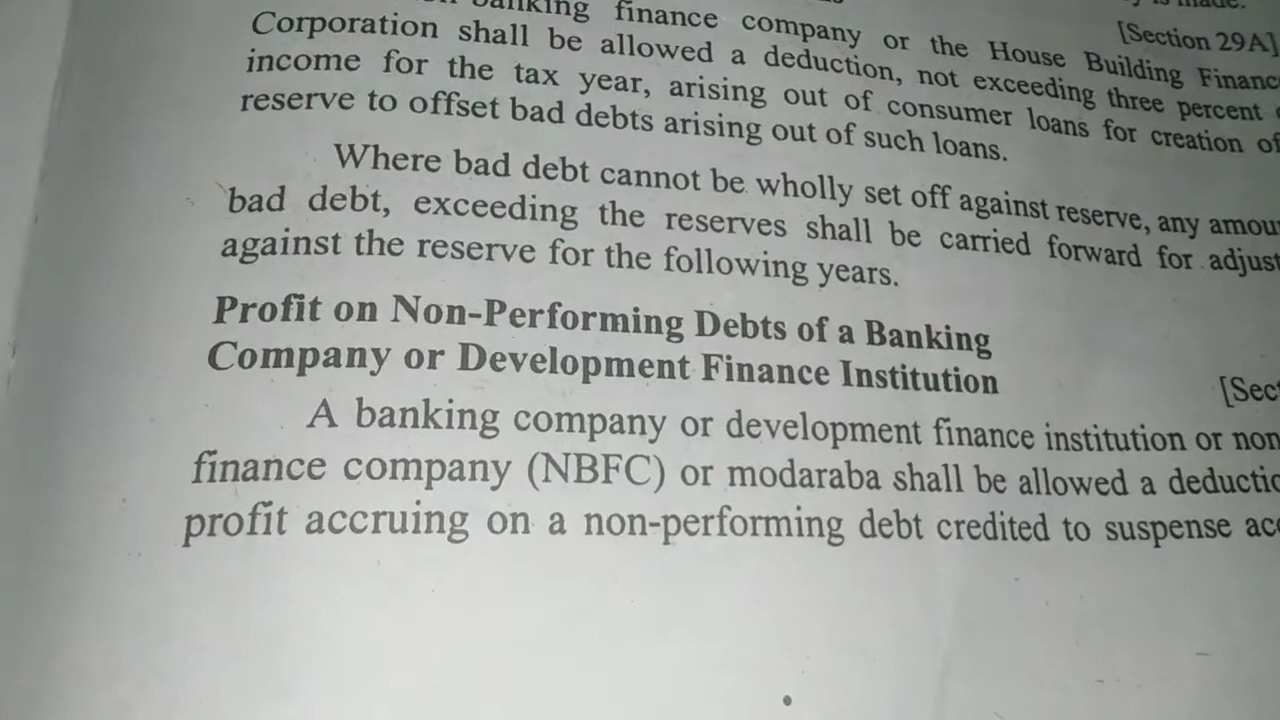 banking finance company or the House Building Financ
[Section 29A]
Corporation shall be allowed a deduction, not exceeding three percent
income for the tax year, arising out of consumer loans for creation of
reserve to offset bad debts arising out of such loans.
Where bad debt cannot be wholly set off against reserve, any amou
bad debt, exceeding the reserves shall be carried forward for adjust
against the reserve for the following years.
Profit on Non-Performing Debts of a Banking
Company or Development Finance Institution
[Sect
A banking company or development finance institution or non
finance company (NBFC) or modaraba shall be allowed a deductio
profit accruing on a non-performing debt credited to suspense acc